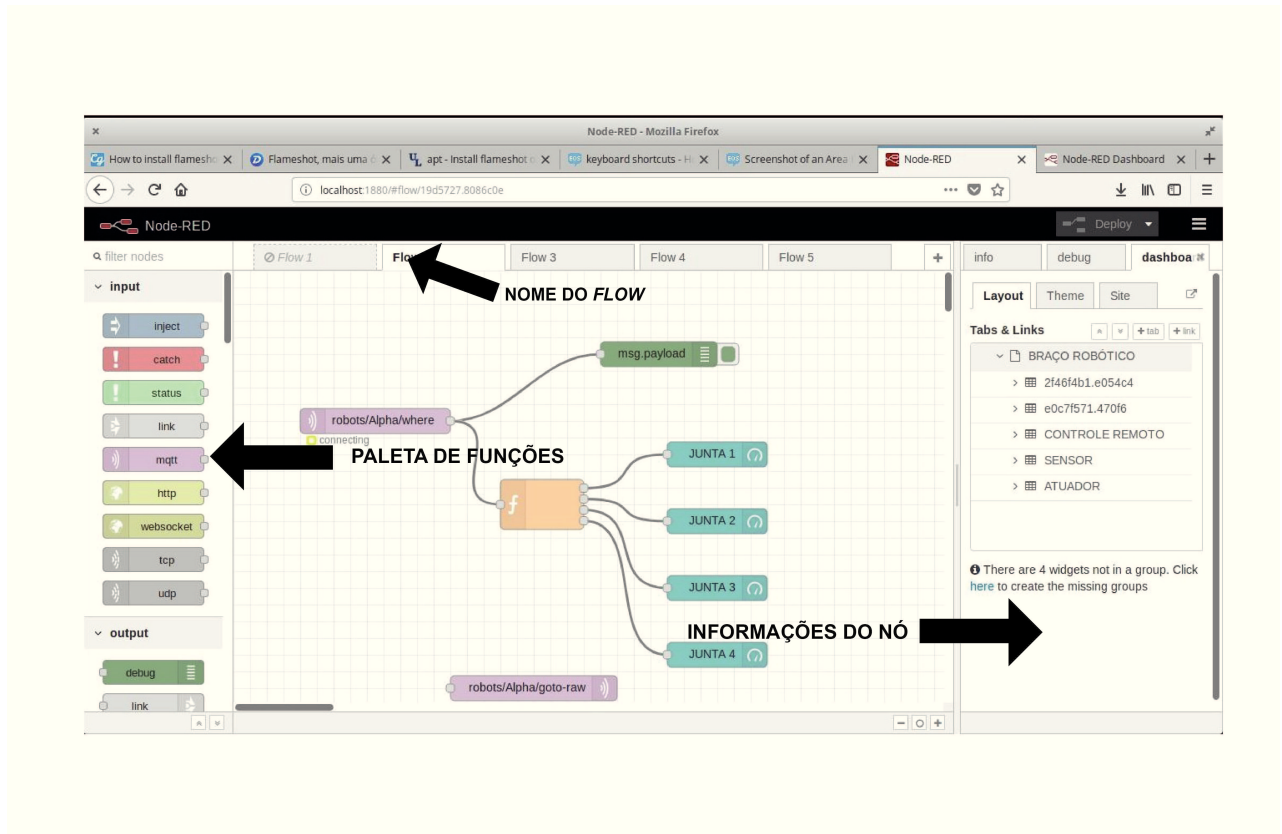 Node-RED - Mozilla Firefox
How to install flamesho
Flameshot, mais uma
apt - Install flameshot
keyboard shortcuts - H
Screenshot of an Area
Node-RED
Node-RED Dashboard
localhost:1880/#flow/19d5727.8086c0e
Node-RED
Deploy
filter nodes
input
inject
catch
status
link
mqtt
http
websocket
tcp
udp
output
debug
link
Flow 1
Flow
Flow 3
Flow 4
Flow 5
NOME DO FLOW
msg.payload
robots/Alpha/where
connecting
PALETA DE FUNÇÕES
JUNTA 1
JUNTA 2
JUNTA 3
INFORMAÇÕES DO NÓ
JUNTA 4
robots/Alpha/goto-raw
info
debug
dashboa
Layout
Theme
Site
Tabs & Links
+ tab
+ link
BRAÇO ROBÓTICO
2f46f4b1.e054c4
e0c7f571.470f6
CONTROLE REMOTO
SENSOR
ATUADOR
There are 4 widgets not in a group. Click
here to create the missing groups